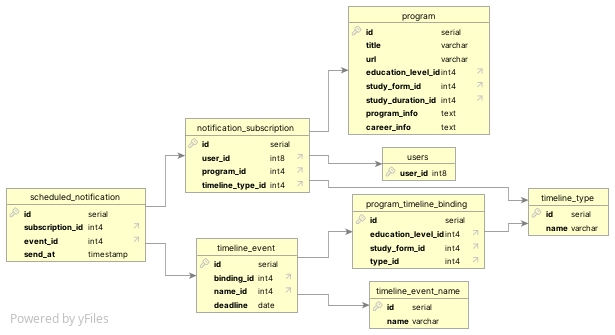 program
id serial
title varchar
url varchar
education_level_id int4
study_form_id int4
study_duration_id int4
program_info text
career_info text
notification_subscription
id serial
user_id int8
program_id int4
timeline_type_id int4
users
user_id int8
scheduled_notification
id serial
subscription_id int4
event_id int4
send_at timestamp
program_timeline_binding
id serial
education_level_id int4
study_form_id int4
type_id int4
timeline_type
id serial
name varchar
timeline_event
id serial
binding_id int4
name_id int4
deadline date
timeline_event_name
id serial
name varchar
Powered by yFiles